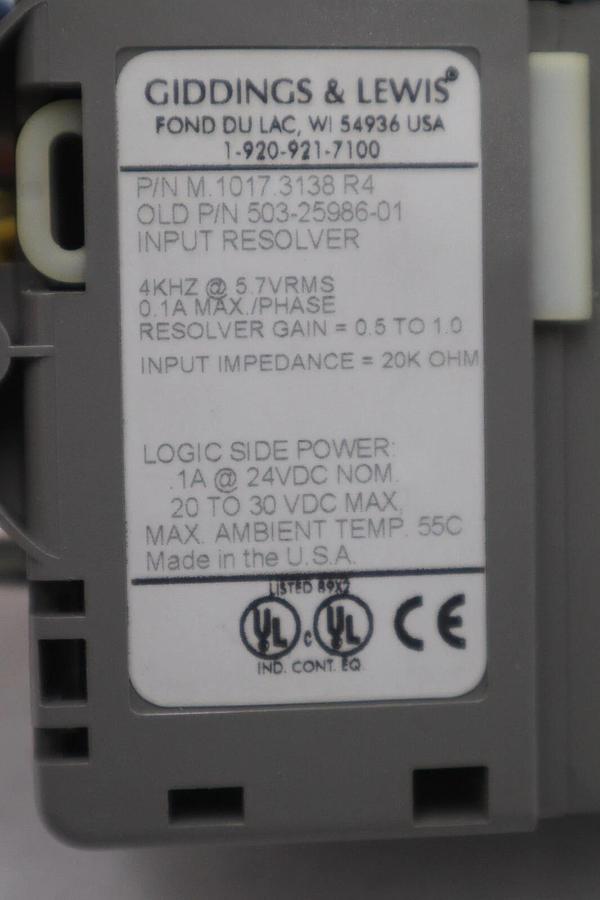 GIDDINGS & LEWIS®
FOND DU LAC, WI 54936 USA
1-920-921-7100
P/N M.1017.3138 R4
OLD P/N 503-25986-01
INPUT RESOLVER
4KHZ @ 5.7VRMS
0.1A MAX./PHASE
RESOLVER GAIN = 0.5 TO 1.0
INPUT IMPEDANCE = 20K OHM
LOGIC SIDE POWER:
.1A @ 24VDC NOM.
20 TO 30 VDC MAX,
MAX. AMBIENT TEMP. 55C
Made in the U.S.A.
LISTED 89X2
UL c UL CE
IND. CONT. EQ.